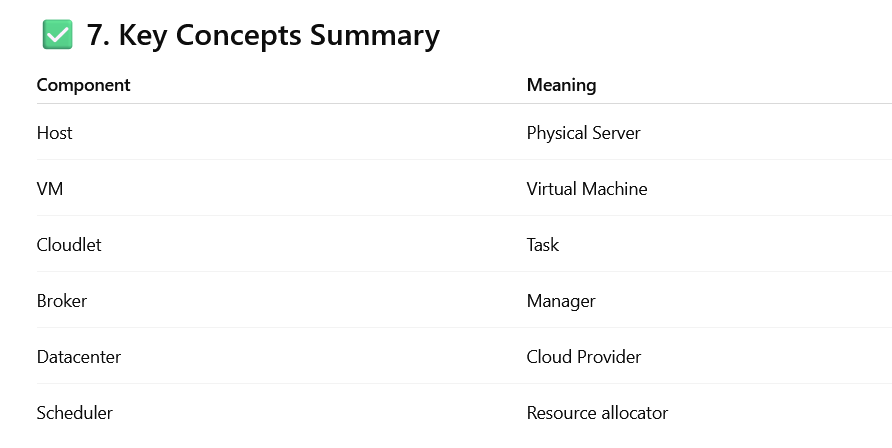 ✅ 7. Key Concepts Summary
Component Meaning
Host Physical Server
VM Virtual Machine
Cloudlet Task
Broker Manager
Datacenter Cloud Provider
Scheduler Resource allocator